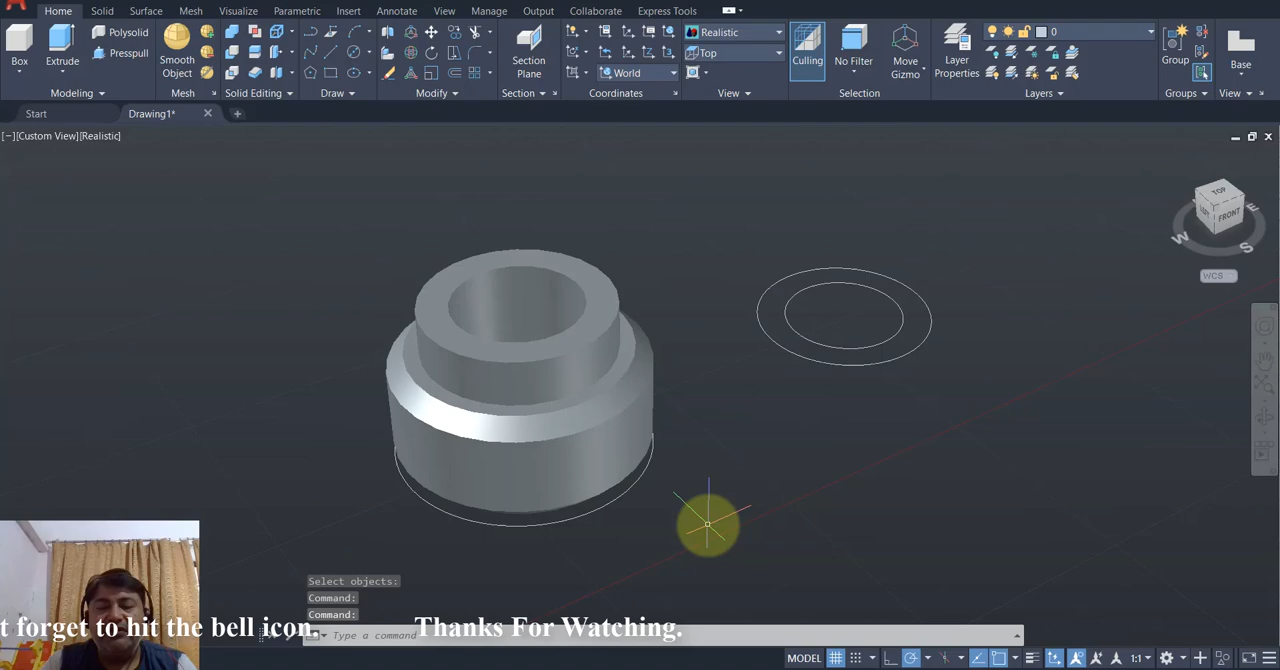 Home Solid Surface Mesh Visualize Parametric Insert Annotate View Manage Output Collaborate Express Tools
Polysolid
Presspull
Box
Extrude
Smooth
Object
Section
Plane
Realistic
Top
World
Culling
No Filter
Move
Gizmo
Layer
Properties
0
Group
Base
Modeling
Mesh
Solid Editing
Draw
Modify
Section
Coordinates
View
Selection
Layers
Groups
View
Start
Drawing1*
[−][Custom View][Realistic]
TOP
LEFT
FRONT
W
S
E
WCS
Select objects:
Command:
Command:
Type a command
t forget to hit the bell icon.
Thanks For Watching.
MODEL
1:1